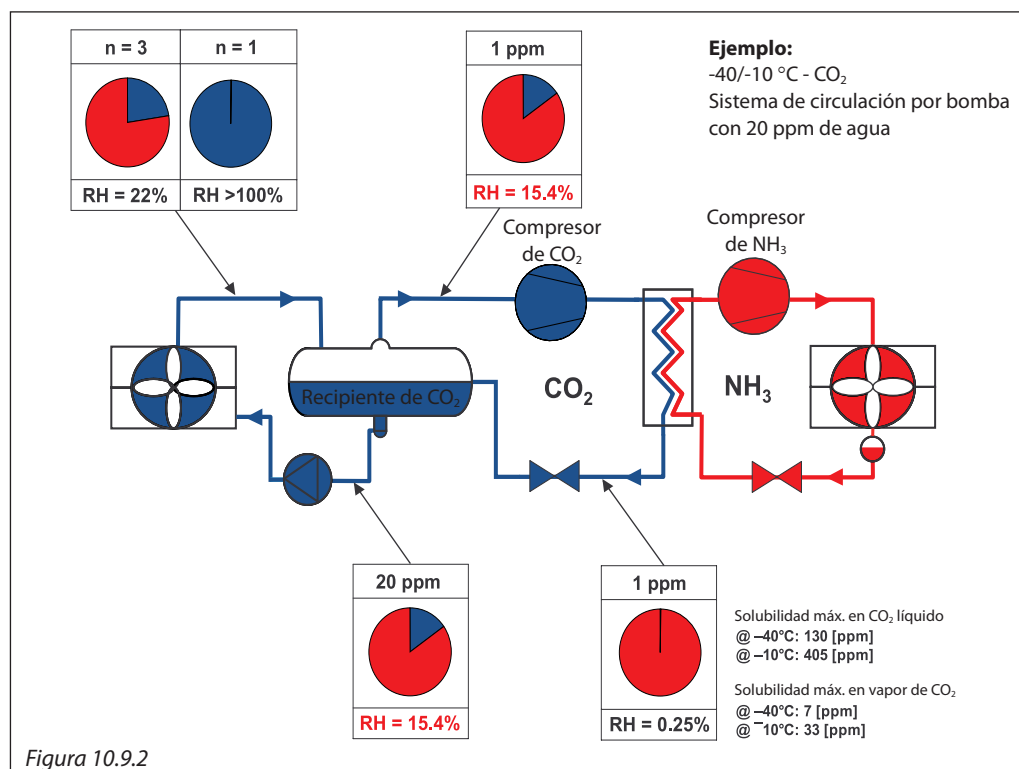 n = 3
n = 1
RH = 22%
RH >100%
1 ppm
RH = 15.4%
Ejemplo:
-40/-10 °C - CO₂
Sistema de circulación por bomba
con 20 ppm de agua
Compresor
de CO₂
Compresor
de NH₃
Recipiente de CO₂
CO₂
NH₃
20 ppm
RH = 15.4%
1 ppm
RH = 0.25%
Solubilidad máx. en CO₂ líquido
@ –40°C: 130 [ppm]
@ –10°C: 405 [ppm]
Solubilidad máx. en vapor de CO₂
@ –40°C: 7 [ppm]
@ –10°C: 33 [ppm]
Figura 10.9.2